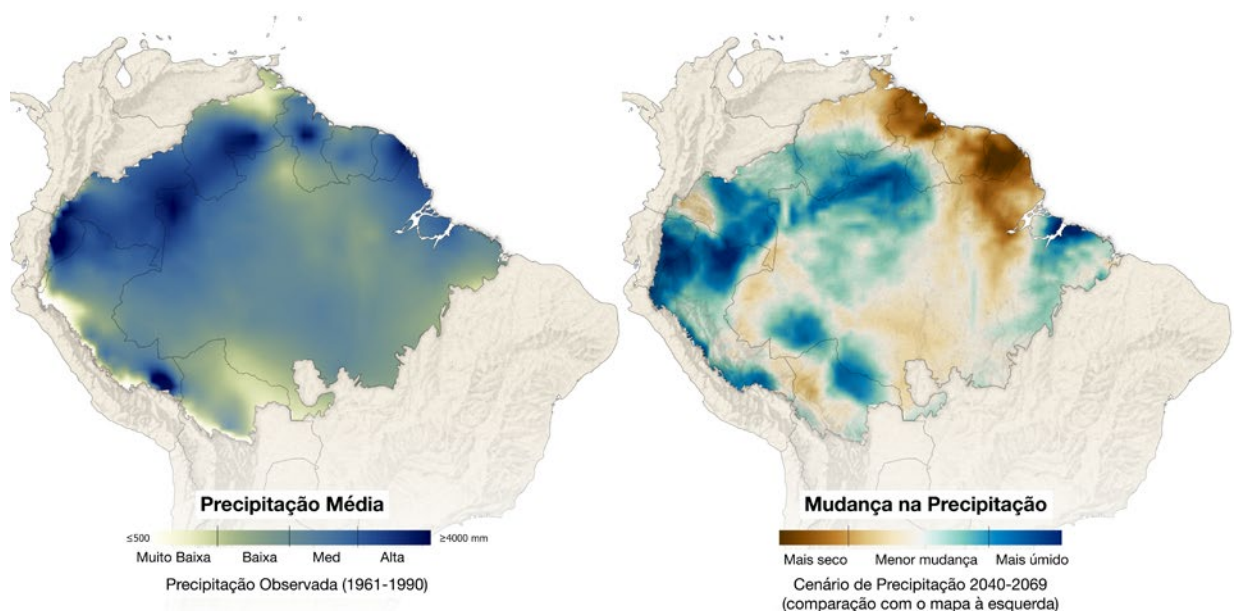 Precipitação Média
≤500
≥4000 mm
Muito Baixa Baixa Med Alta
Precipitação Observada (1961-1990)
Mudança na Precipitação
Mais seco Menor mudança Mais úmido
Cenário de Precipitação 2040-2069
(comparação com o mapa à esquerda)